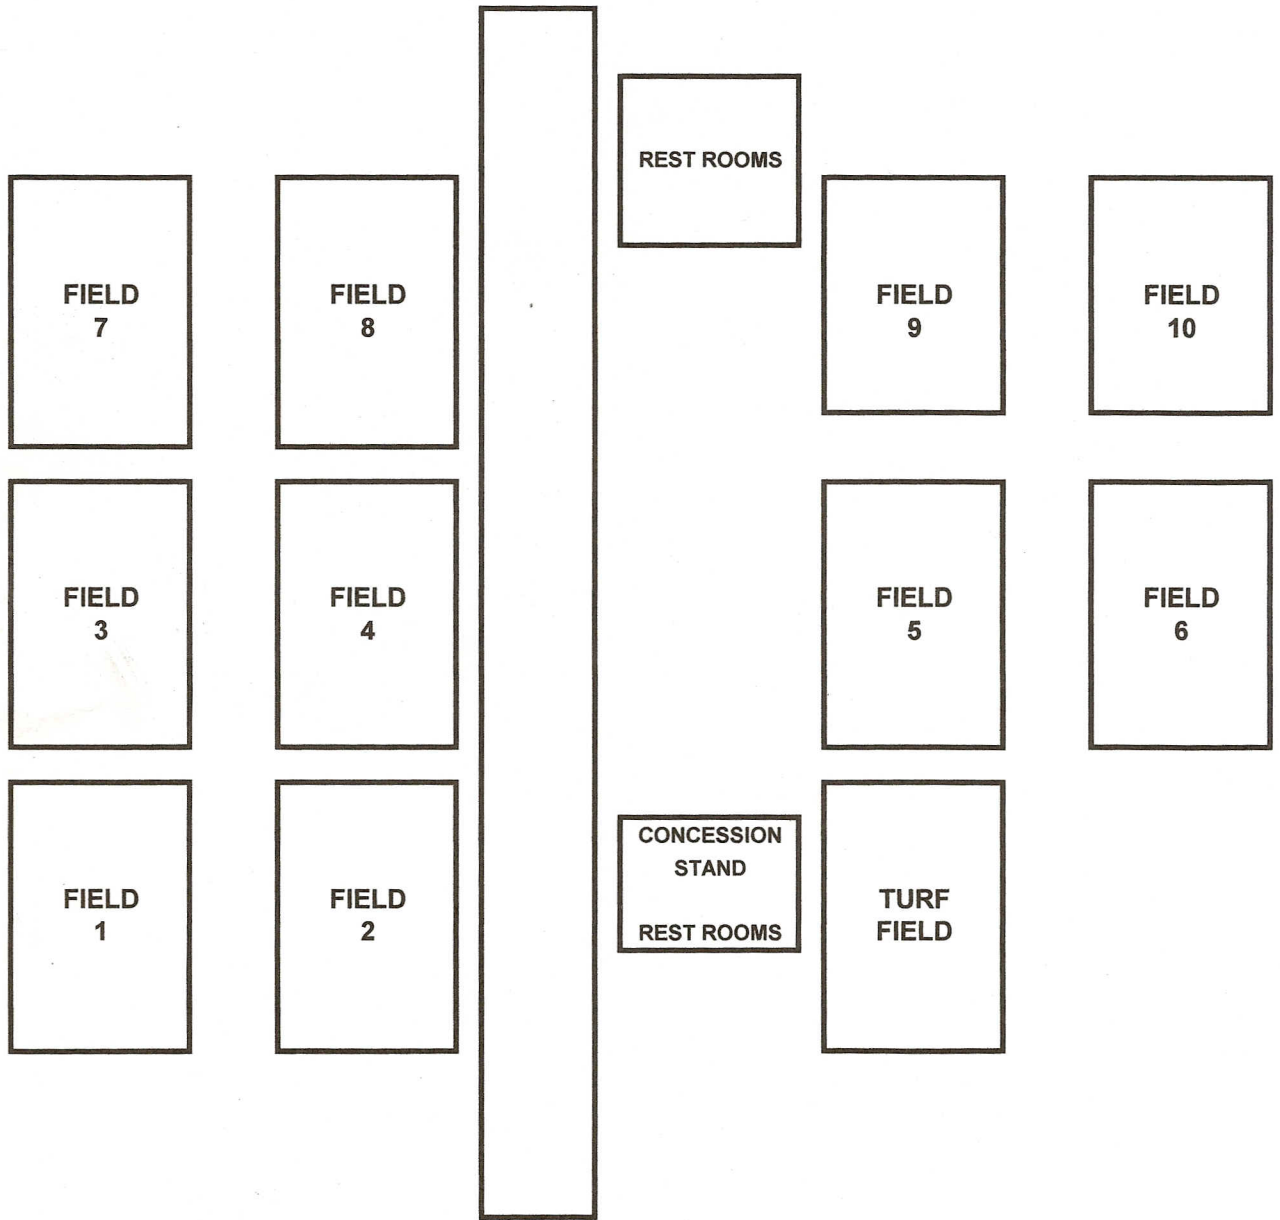 REST ROOMS
FIELD
7
FIELD
8
FIELD
9
FIELD
10
FIELD
3
FIELD
4
FIELD
5
FIELD
6
FIELD
1
FIELD
2
CONCESSION
STAND
REST ROOMS
TURF
FIELD